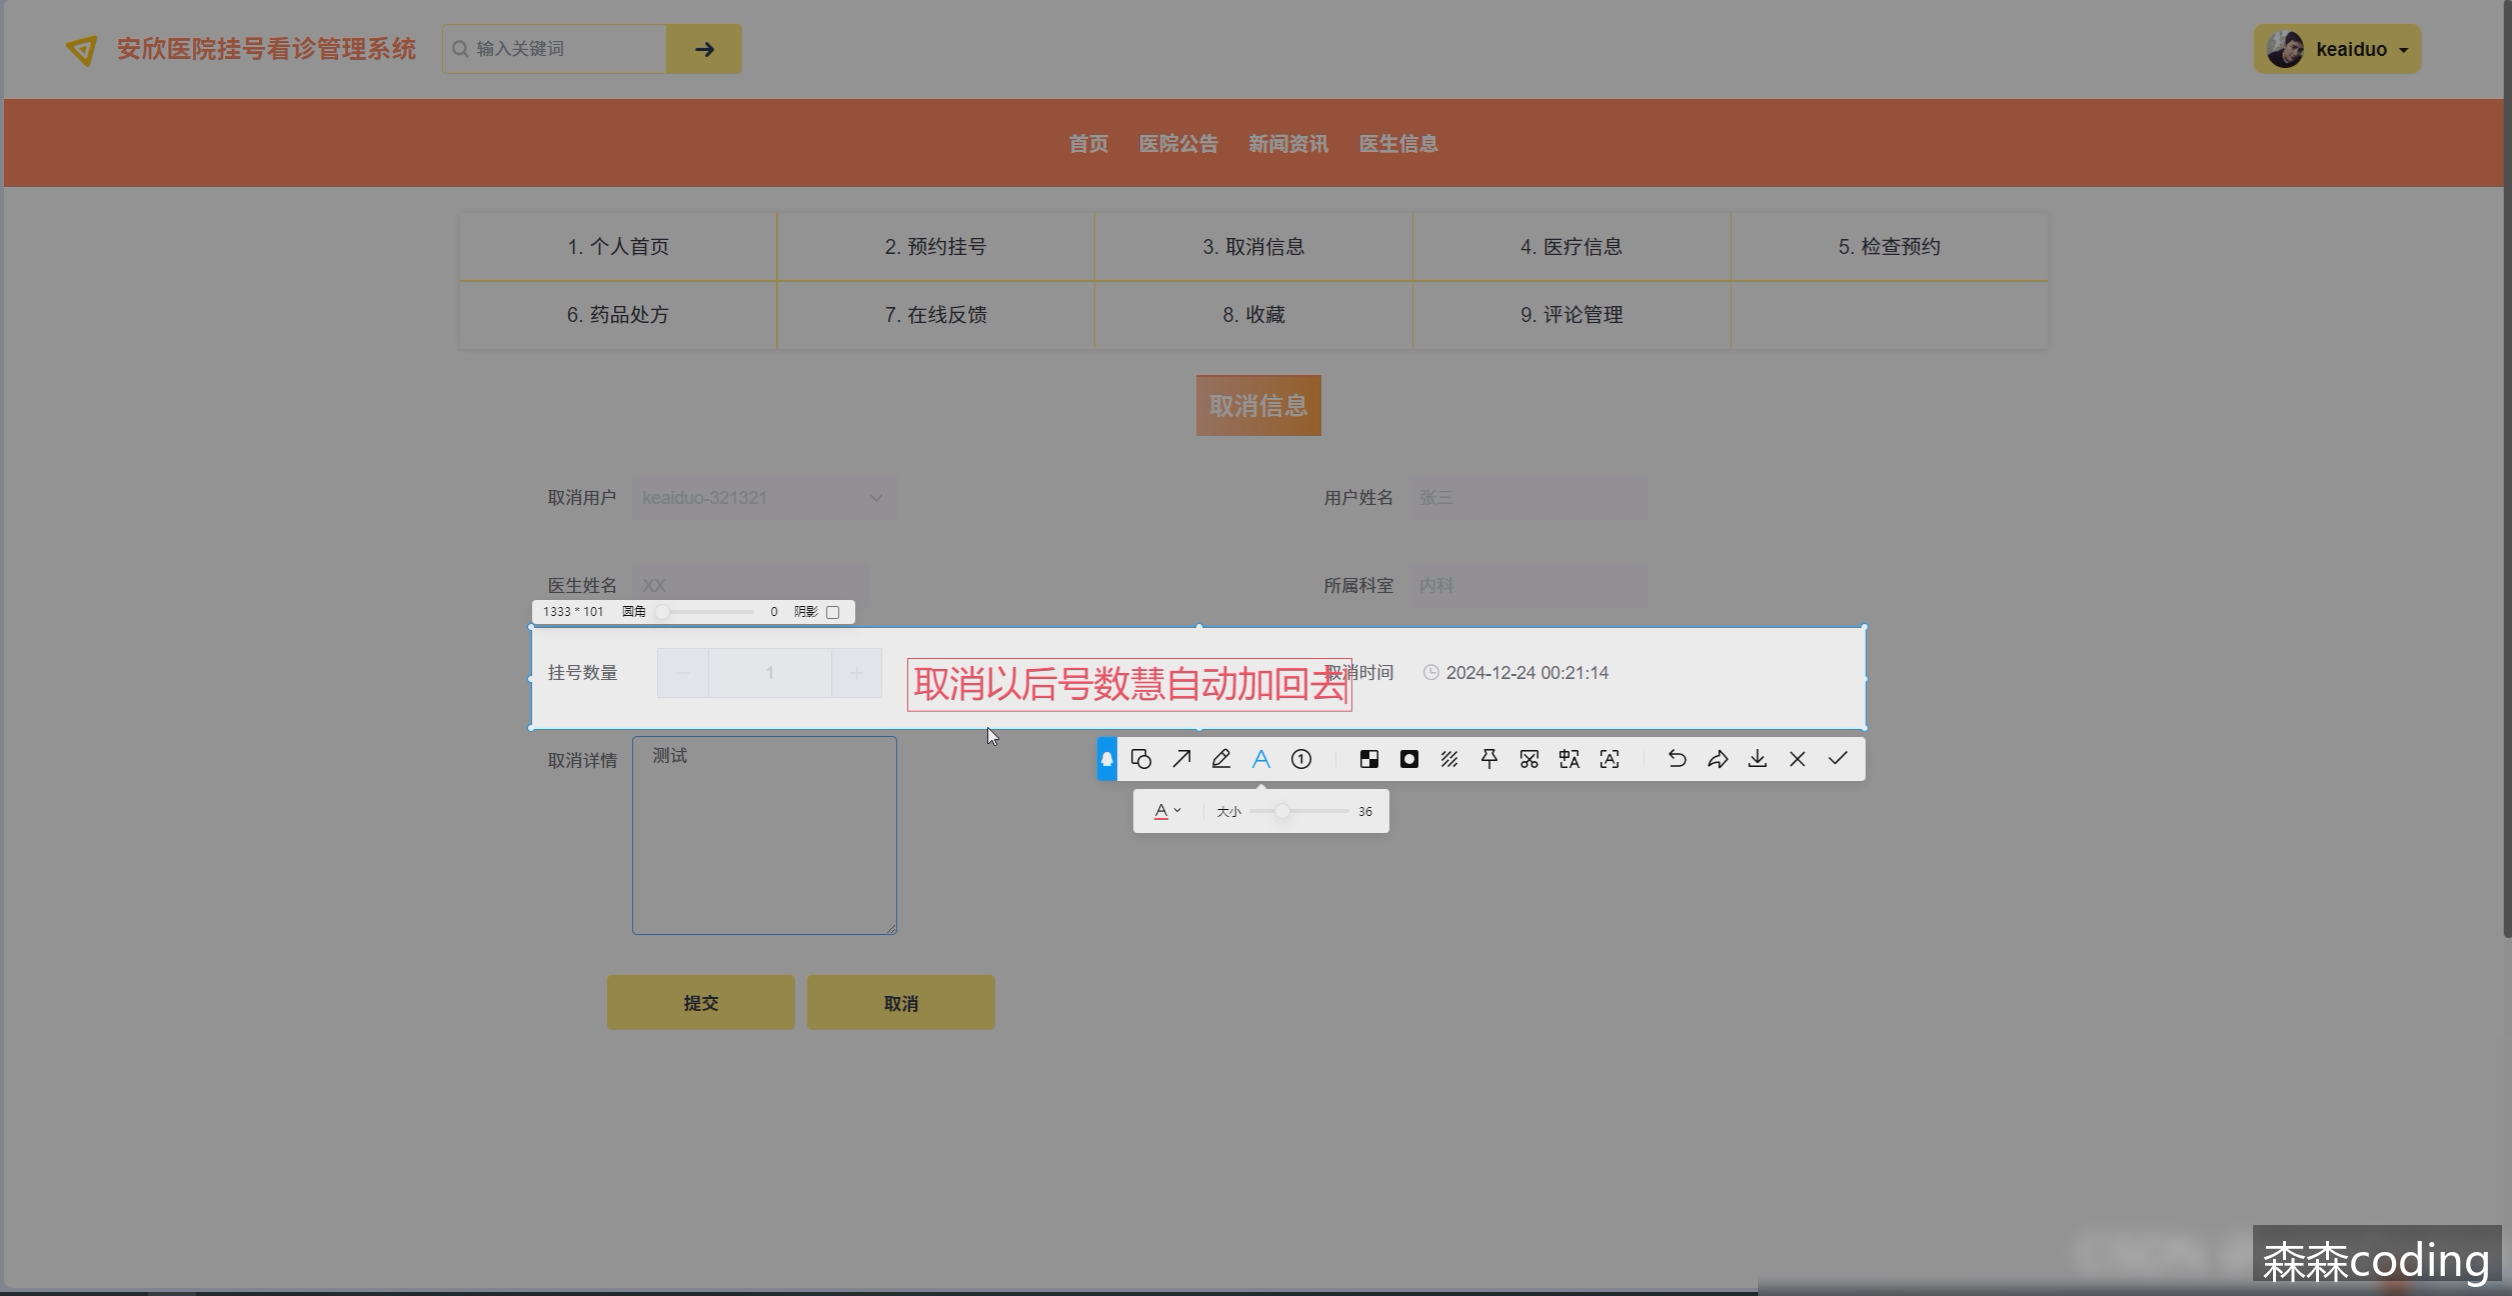 安欣医院挂号看诊管理系统
输入关键词
keaiduo
首页 医院公告 新闻资讯 医生信息
1. 个人首页 2. 预约挂号 3. 取消信息 4. 医疗信息 5. 检查预约
6. 药品处方 7. 在线反馈 8. 收藏 9. 评论管理
取消信息
取消用户 keaiduo-321321 用户姓名 张三
医生姓名 XX 所属科室 内科
1333 * 101 圆角 0 阴影
挂号数量 1 取消以后号数慧自动加回去 取消时间 2024-12-24 00:21:14
取消详情 测试
A 大小 36
提交 取消
森森coding